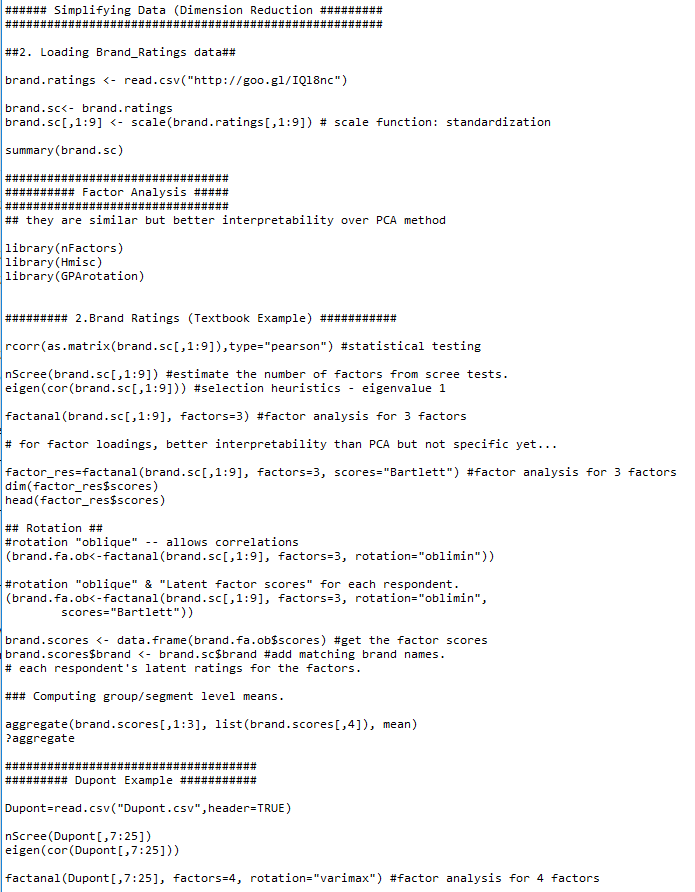 ###### Simplifying Data (Dimension Reduction #########
######################################################
##2. Loading Brand_Ratings data##
brand.ratings <- read.csv("http://goo.gl/IQl8nc")
brand.sc<- brand.ratings
brand.sc[,1:9] <- scale(brand.ratings[,1:9]) # scale function: standardization
summary(brand.sc)
################################
########## Factor Analysis #####
################################
## they are similar but better interpretability over PCA method
library(nFactors)
library(Hmisc)
library(GPArotation)
######### 2.Brand Ratings (Textbook Example) ###########
rcorr(as.matrix(brand.sc[,1:9]),type="pearson") #statistical testing
nScree(brand.sc[,1:9]) #estimate the number of factors from scree tests.
eigen(cor(brand.sc[,1:9])) #selection heuristics - eigenvalue 1
factanal(brand.sc[,1:9], factors=3) #factor analysis for 3 factors
# for factor loadings, better interpretability than PCA but not specific yet...
factor_res=factanal(brand.sc[,1:9], factors=3, scores="Bartlett") #factor analysis for 3 factors
dim(factor_res$scores)
head(factor_res$scores)
## Rotation ##
#rotation "oblique" -- allows correlations
(brand.fa.ob<-factanal(brand.sc[,1:9], factors=3, rotation="oblimin"))
#rotation "oblique" & "Latent factor scores" for each respondent.
(brand.fa.ob<-factanal(brand.sc[,1:9], factors=3, rotation="oblimin",
scores="Bartlett"))
brand.scores <- data.frame(brand.fa.ob$scores) #get the factor scores
brand.scores$brand <- brand.sc$brand #add matching brand names.
# each respondent's latent ratings for the factors.
### Computing group/segment level means.
aggregate(brand.scores[,1:3], list(brand.scores[,4]), mean)
?aggregate
####################################
######### Dupont Example ###########
Dupont=read.csv("Dupont.csv",header=TRUE)
nScree(Dupont[,7:25])
eigen(cor(Dupont[,7:25]))
factanal(Dupont[,7:25], factors=4, rotation="varimax") #factor analysis for 4 factors